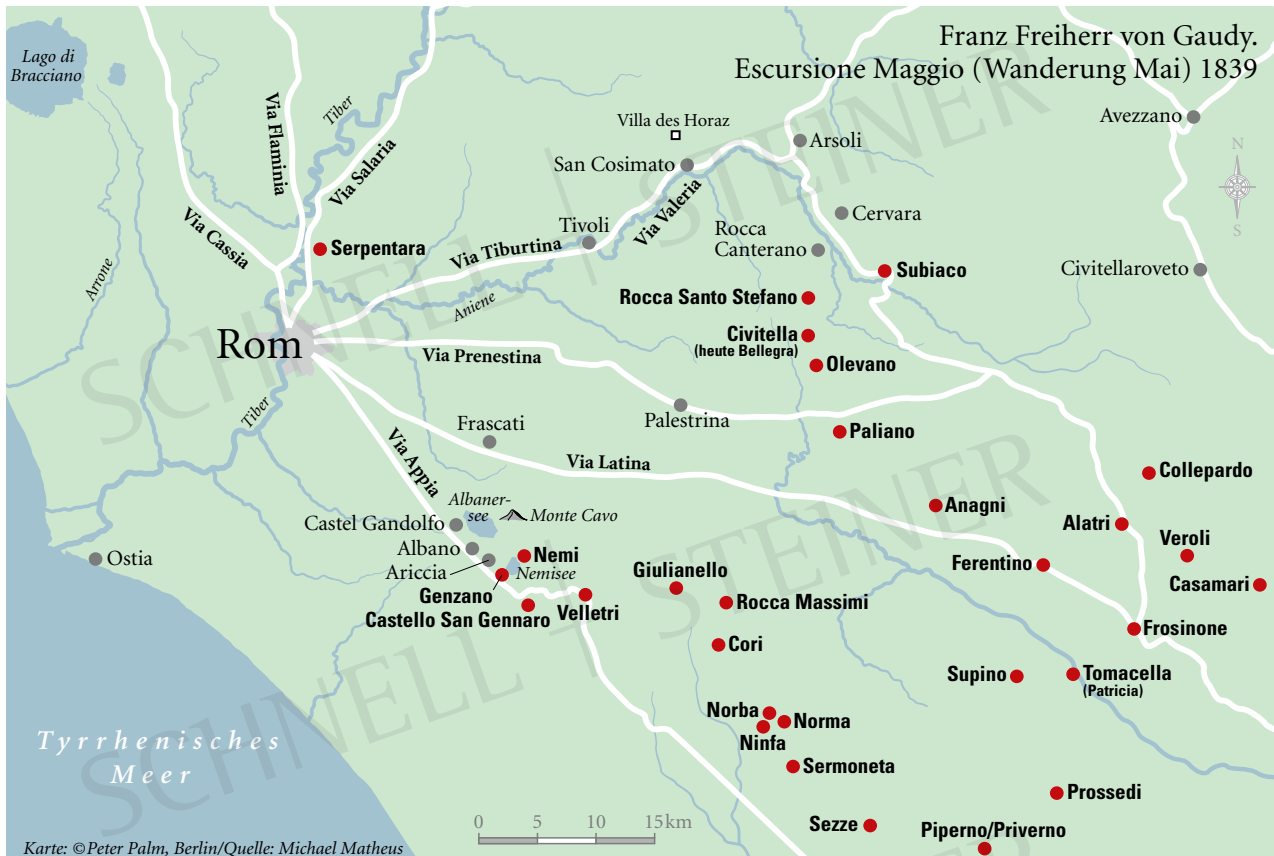 Franz Freiherr von Gaudy.
Escursione Maggio (Wanderung Mai) 1839
Lago di
Bracciano
Tiber
Via Flaminia
Via Salaria
Via Cassia
Arrone
Villa des Horaz
San Cosimato
Arsoli
Avezzano
N
S
Via Valeria
Cervara
Tivoli
Rocca
Canterano
Serpentara
Via Tiburtina
Subiaco
Civitellaroveto
Aniene
Rocca Santo Stefano
Civitella
(heute Bellegra)
Rom
Via Prenestina
Olevano
Tiber
Palestrina
Frascati
Paliano
Via Appia
Via Latina
Collepardo
Albaner-
see
Monte Cavo
Anagni
Castel Gandolfo
Alatri
Albano
Nemi
Veroli
Ostia
Ariccia
Nemisee
Giulianello
Ferentino
Casamari
Genzano
Castello San Gennaro
Velletri
Rocca Massimi
Frosinone
Cori
Supino
Tomacella
(Patricia)
Norba
Norma
Ninfa
Tyrrhenisches
Meer
Sermoneta
Prossedi
0 5 10 15 km
Sezze
Piperno/Priverno
Karte: ©Peter Palm, Berlin/Quelle: Michael Matheus
SCHNELL | STEINER
SCHNELL | STEINER